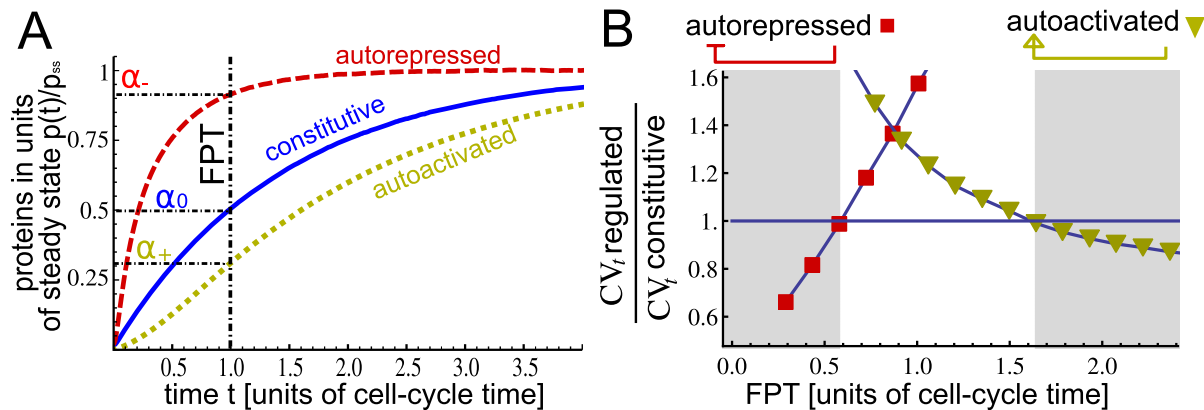 A
proteins in units
of steady state p(t)/pss
1
0.75
0.5
0.25
α-
α0
α+
FPT
autorepressed
constitutive
autoactivated
0.5 1.0 1.5 2.0 2.5 3.0 3.5
time t [units of cell-cycle time]
B
autorepressed
autoactivated
CVt regulated
CVt constitutive
1.6
1.4
1.2
1
0.8
0.6
0.0 0.5 1.0 1.5 2.0
FPT [units of cell-cycle time]